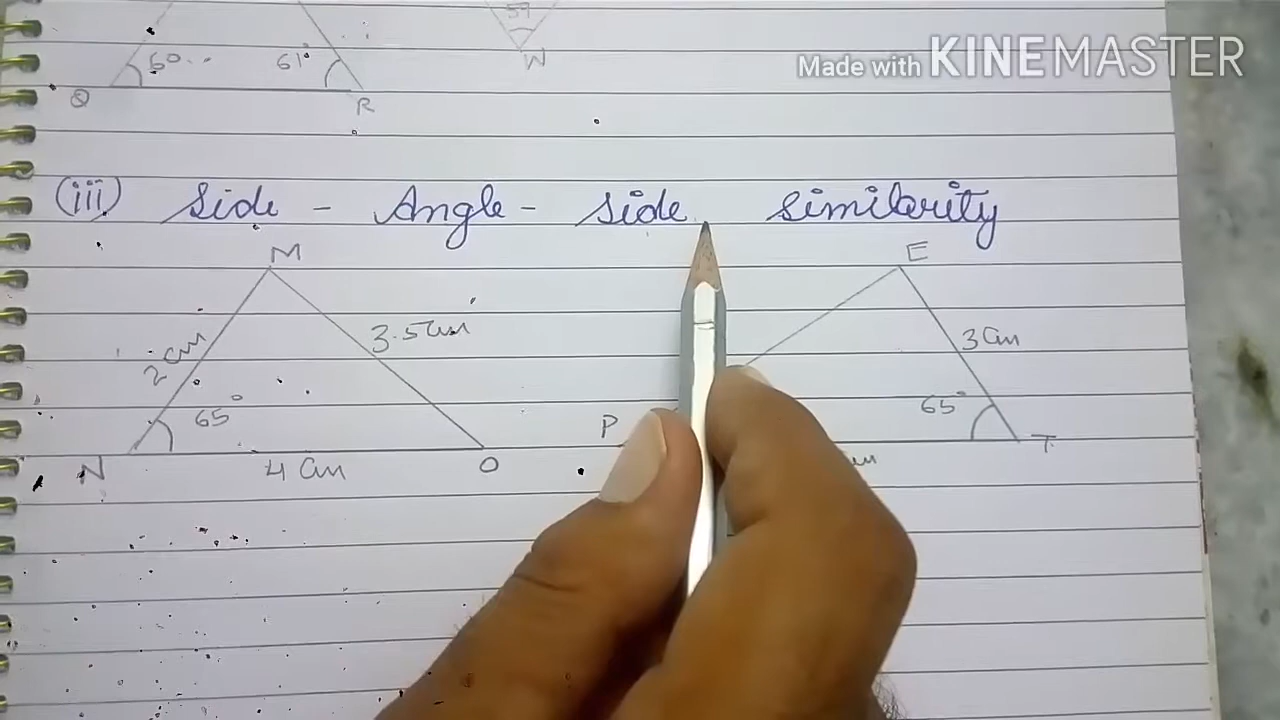 57
60
61°
W
Made with KINEMASTER
Q
R
(iii) Side - Angle - Side Similarity
M
E
2 cm
3.5 cm
3 cm
65°
P
65°
T
N
4 cm
O